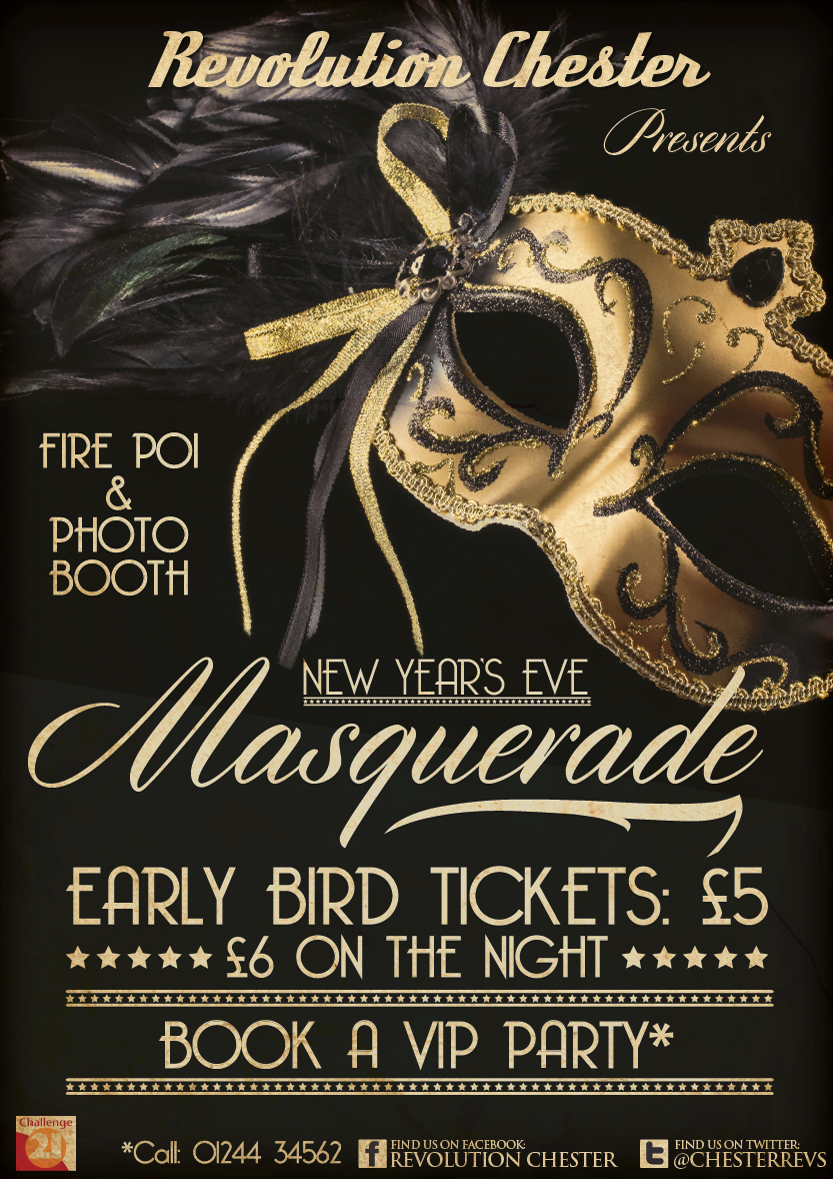 Revolution Chester
Presents
FIRE POI
&
PHOTO
BOOTH
NEW YEAR'S EVE
Masquerade
EARLY BIRD TICKETS: £5
£6 ON THE NIGHT
BOOK A VIP PARTY*
Challenge
21
*Call: 01244 34562
FIND US ON FACEBOOK:
REVOLUTION CHESTER
FIND US ON TWITTER:
@CHESTERREVS